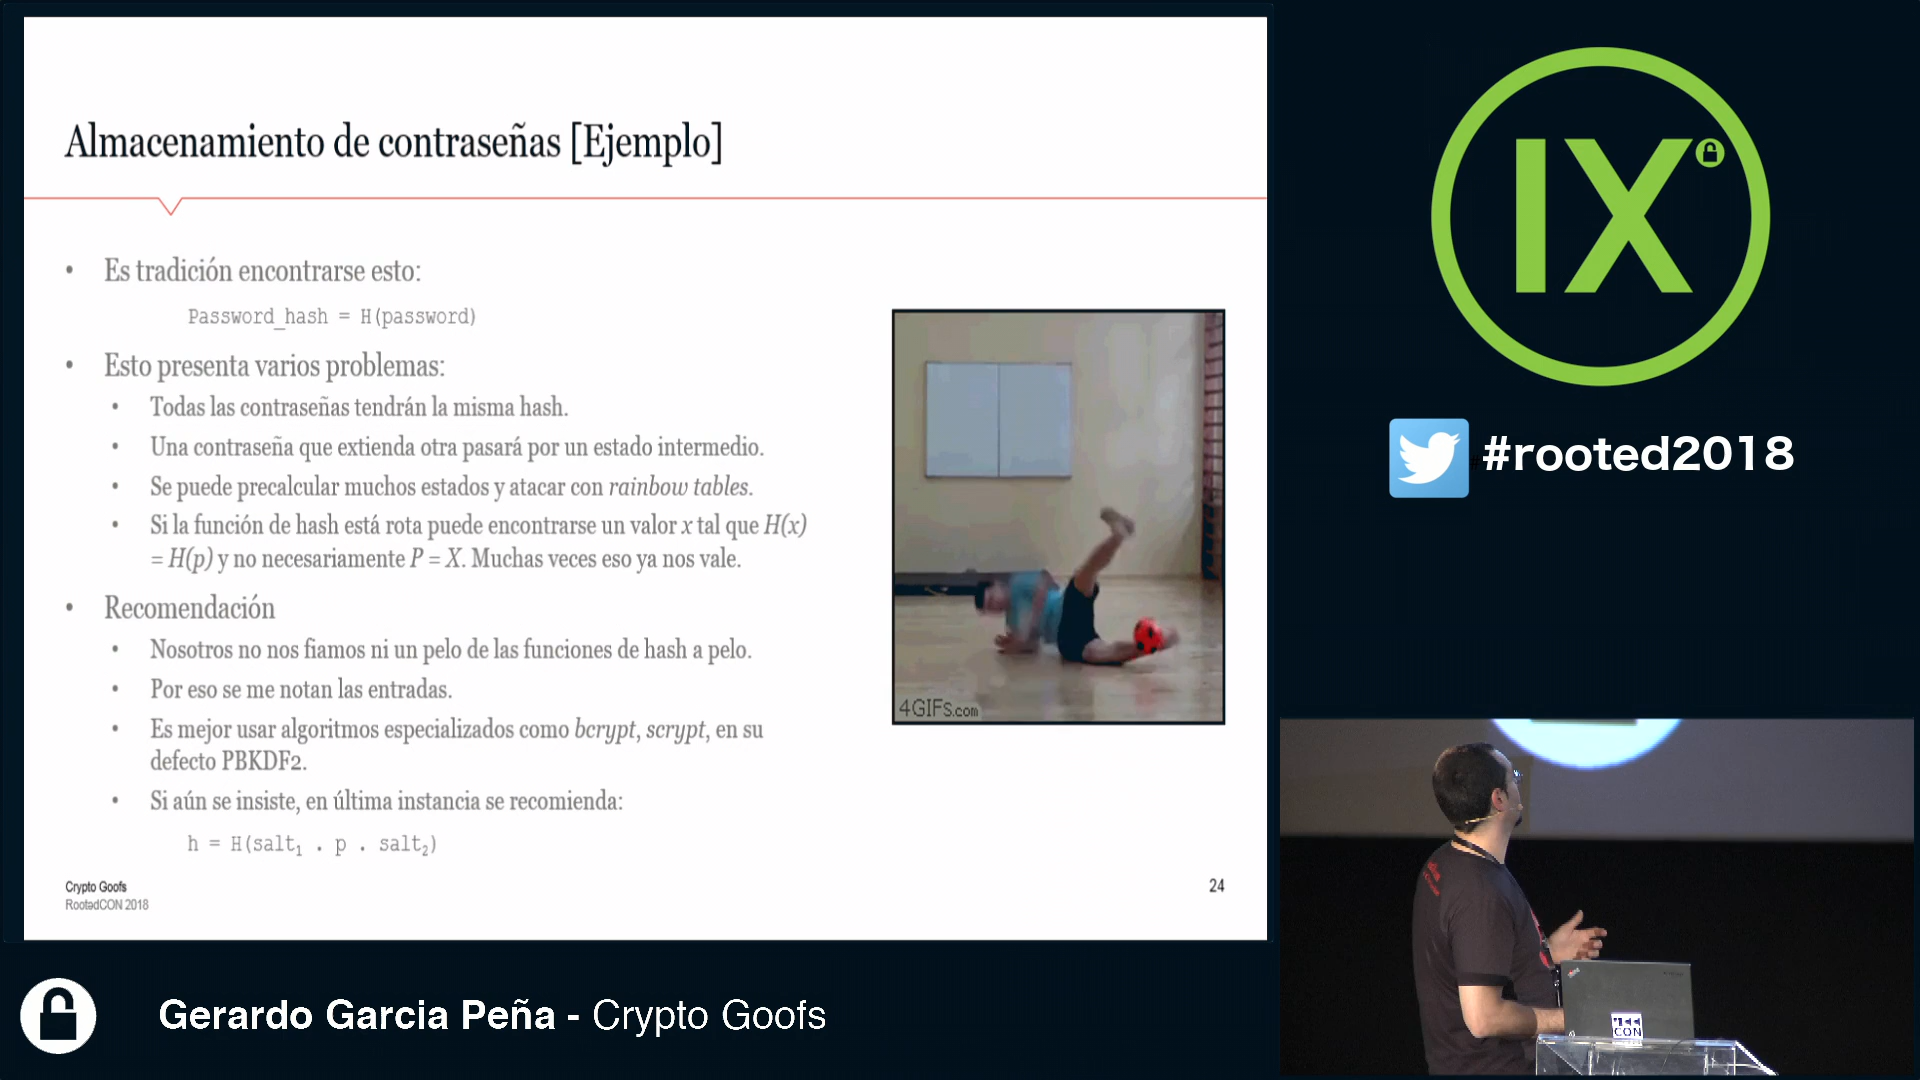 Almacenamiento de contraseñas [Ejemplo]
• Es tradición encontrarse esto:
Password_hash = H(password)
• Esto presenta varios problemas:
• Todas las contraseñas tendrán la misma hash.
• Una contraseña que extienda otra pasará por un estado intermedio.
• Se puede precalcular muchos estados y atacar con rainbow tables.
• Si la función de hash está rota puede encontrarse un valor x tal que H(x)
= H(p) y no necesariamente P = X. Muchas veces eso ya nos vale.
• Recomendación
• Nosotros no nos fiamos ni un pelo de las funciones de hash a pelo.
• Por eso se me notan las entradas.
• Es mejor usar algoritmos especializados como bcrypt, scrypt, en su
defecto PBKDF2.
• Si aún se insiste, en última instancia se recomienda:
h = H(salt₁ . p . salt₂)
Crypto Goofs
RootedCON 2018
24
4GIFs.com
IX
#rooted2018
CON
Gerardo Garcia Peña - Crypto Goofs